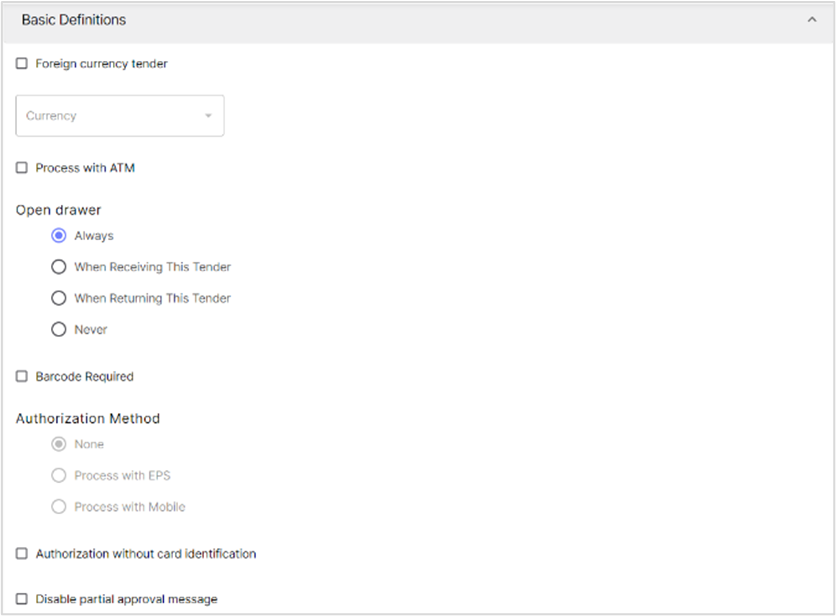 Basic Definitions
Foreign currency tender
Currency
Process with ATM
Open drawer
Always
When Receiving This Tender
When Returning This Tender
Never
Barcode Required
Authorization Method
None
Process with EPS
Process with Mobile
Authorization without card identification
Disable partial approval message